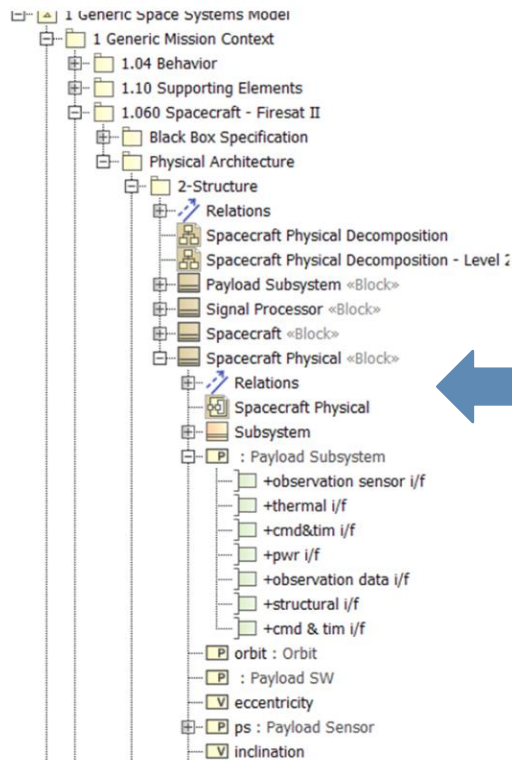 1 Generic Space Systems Model
1 Generic Mission Context
1.04 Behavior
1.10 Supporting Elements
1.060 Spacecraft - Firesat II
Black Box Specification
Physical Architecture
2-Structure
Relations
Spacecraft Physical Decomposition
Spacecraft Physical Decomposition - Level 2
Payload Subsystem «Block»
Signal Processor «Block»
Spacecraft «Block»
Spacecraft Physical «Block»
Relations
Spacecraft Physical
Subsystem
P : Payload Subsystem
+observation sensor i/f
+thermal i/f
+cmd&tim i/f
+pwr i/f
+observation data i/f
+structural i/f
+cmd & tim i/f
P orbit : Orbit
P : Payload SW
V eccentricity
P ps : Payload Sensor
V inclination